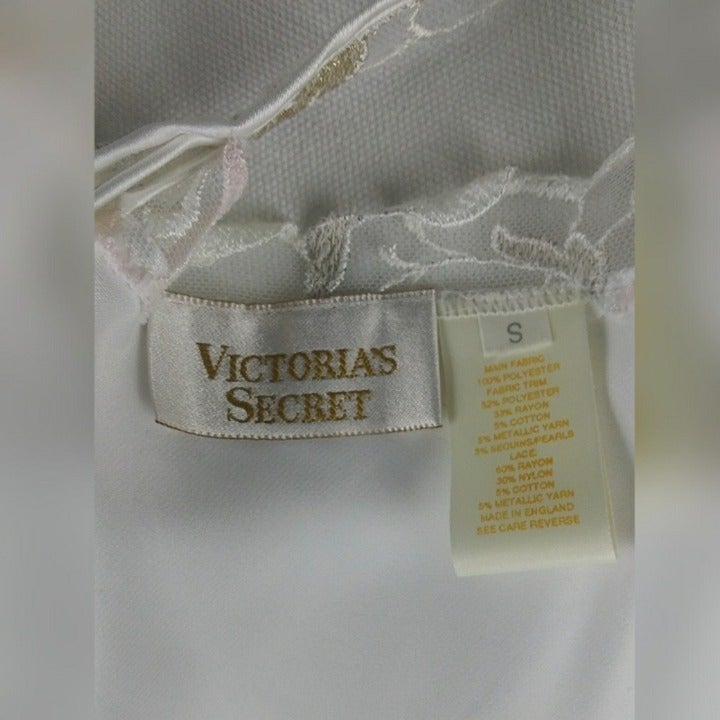 VICTORIA'S
SECRET
S
MAIN FABRIC
100% POLYESTER
FABRIC TRIM
52% POLYESTER
33% RAYON
5% COTTON
5% METALLIC YARN
5% SEQUINS/PEARLS
LACE
60% RAYON
30% NYLON
5% COTTON
5% METALLIC YARN
MADE IN ENGLAND
SEE CARE REVERSE